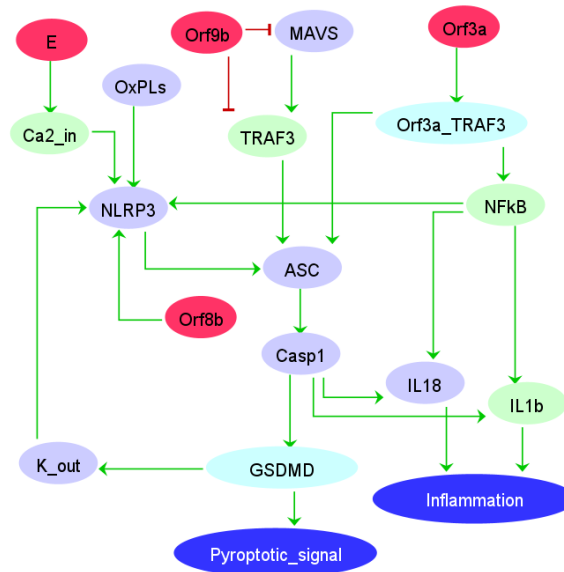 E
Orf9b
MAVS
Orf3a
OxPLs
Ca2_in
TRAF3
Orf3a_TRAF3
NLRP3
NFkB
ASC
Orf8b
Casp1
IL18
IL1b
K_out
GSDMD
Inflammation
Pyroptotic_signal